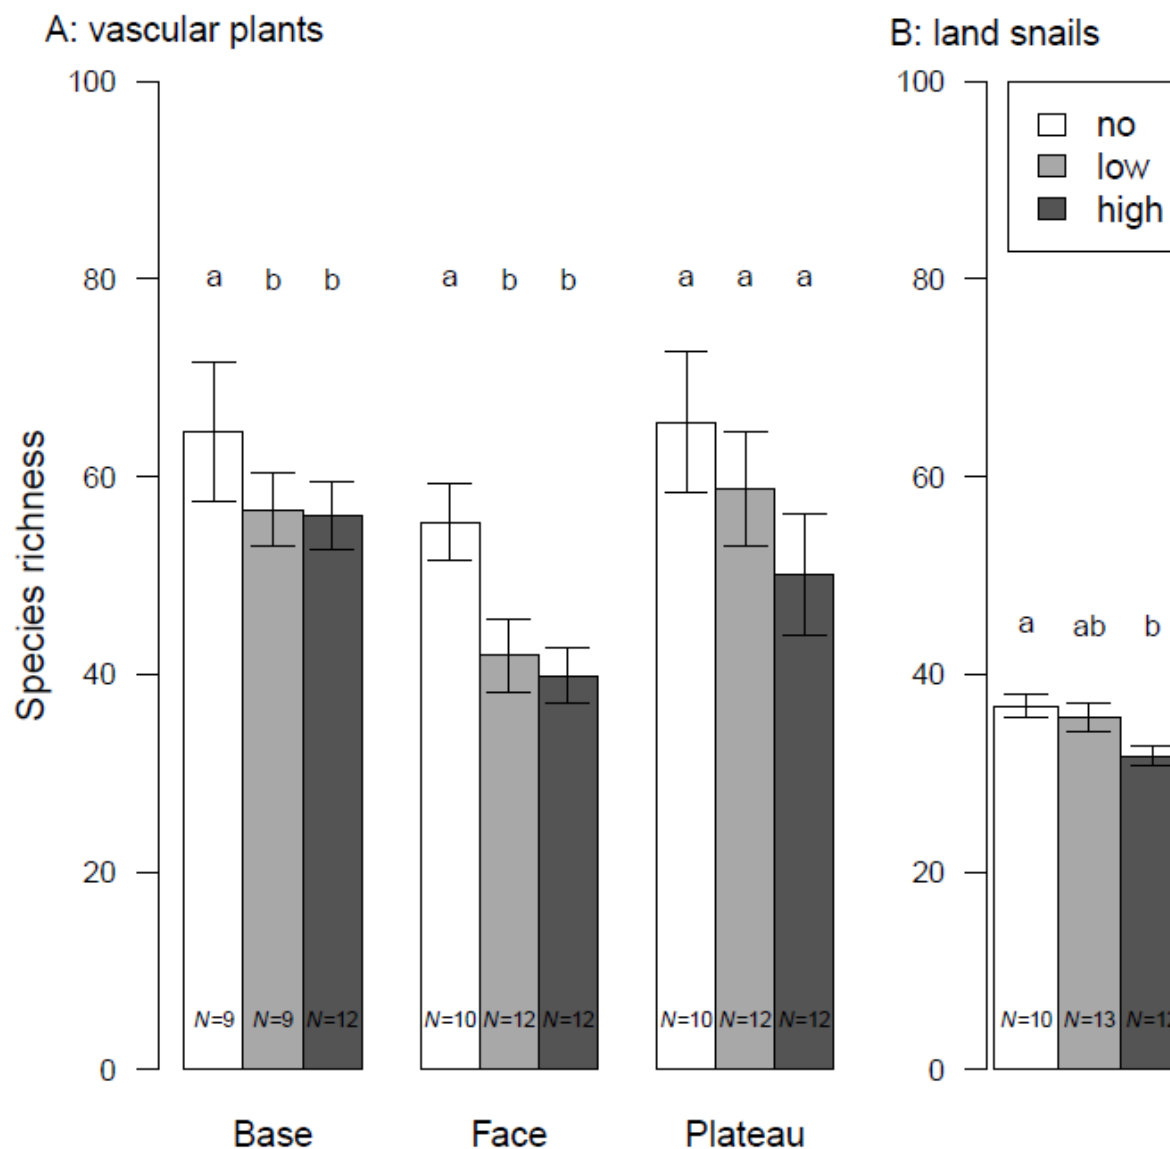 A: vascular plants
B: land snails
100
80
60
40
20
0
Species richness
a b b
a b b
a a a
N=9 N=9 N=12
N=10 N=12 N=12
N=10 N=12 N=12
Base
Face
Plateau
100
80
60
40
20
0
no
low
high
a ab b
N=10 N=13